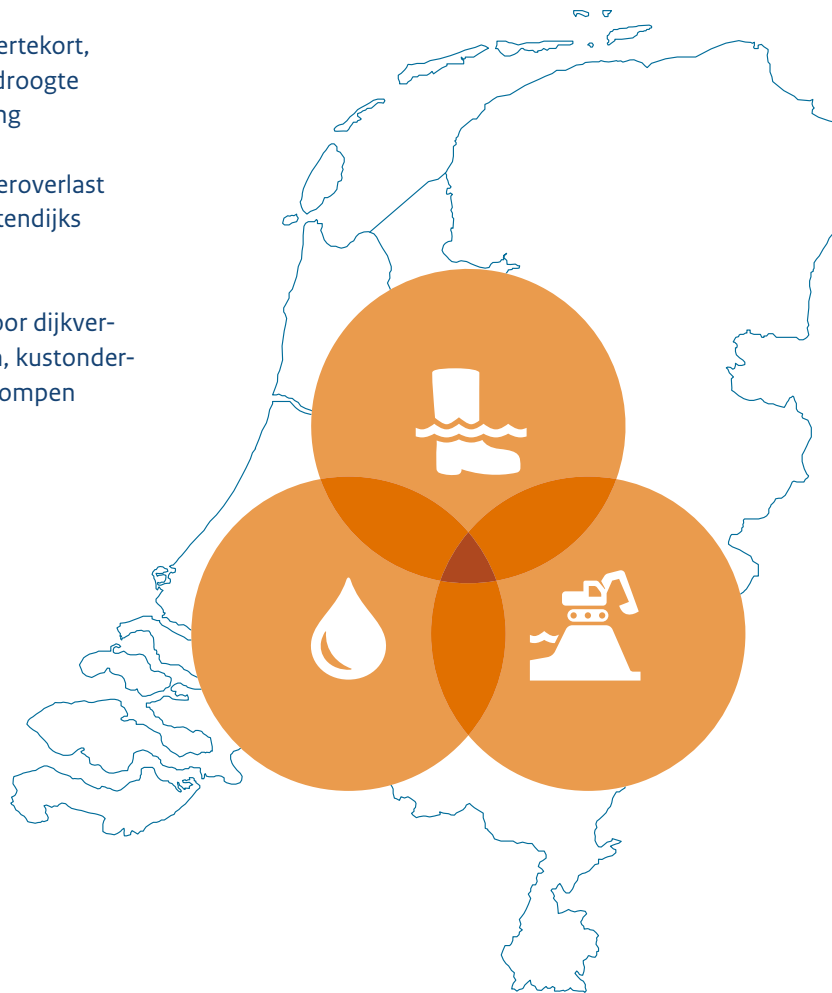 ertekort,
droogte
ng
eroverlast
tendijks
oor dijkver-
, kustonder-
ompen